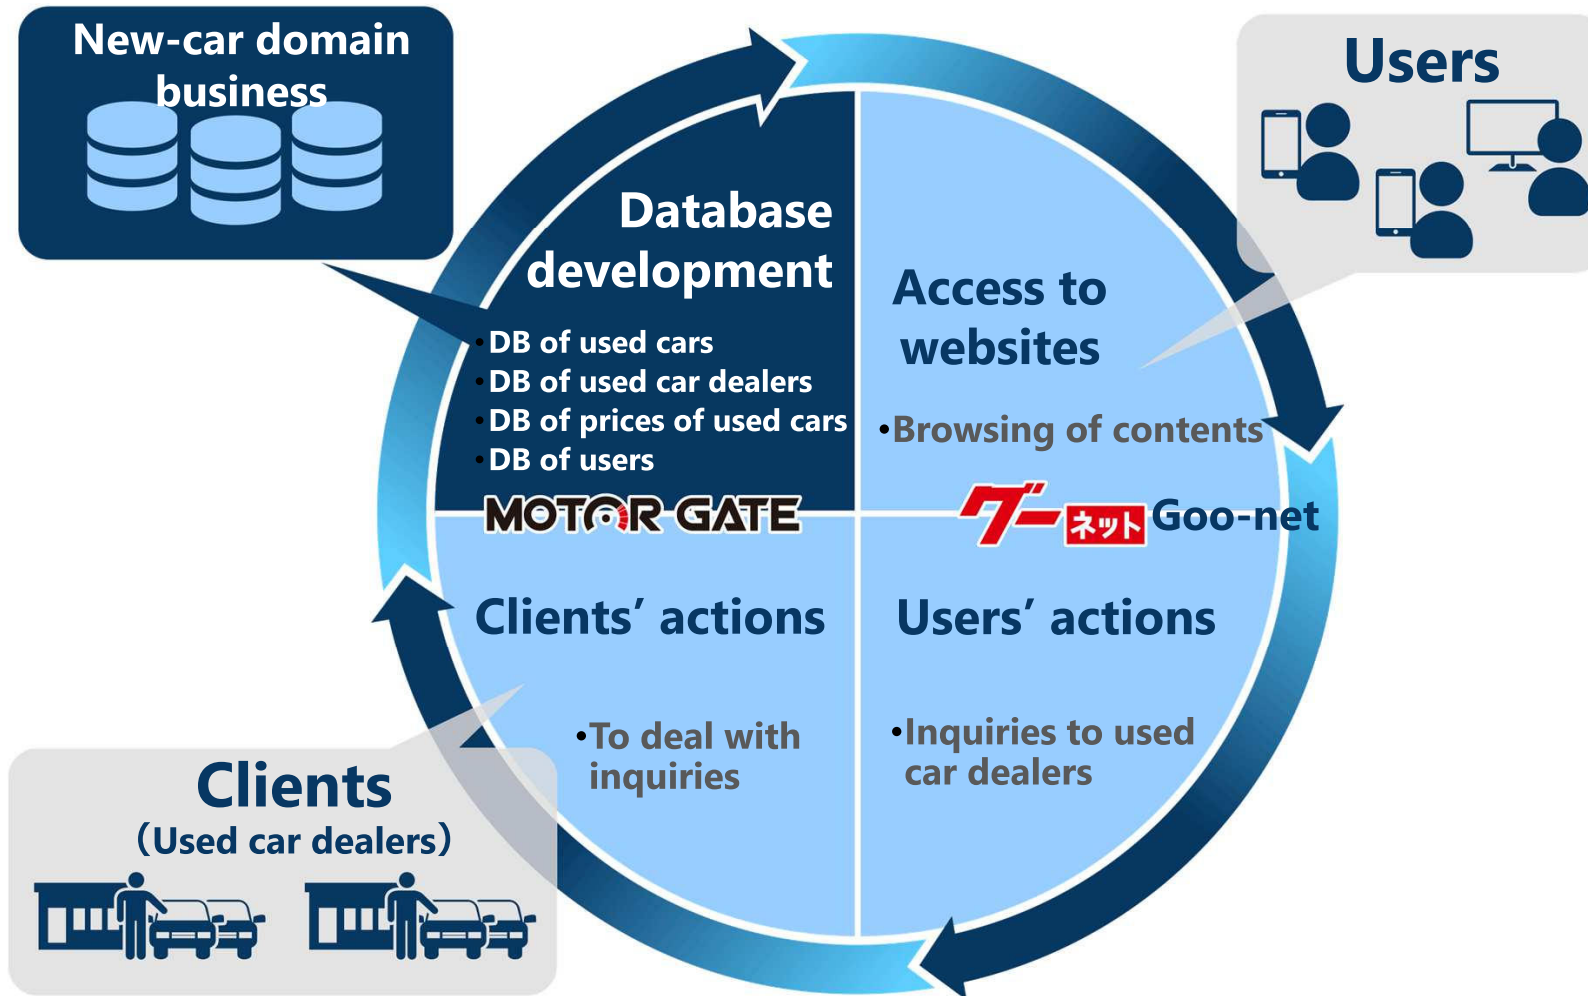 New-car domain
business
Users
Database
development
•DB of used cars
•DB of used car dealers
•DB of prices of used cars
•DB of users
Access to
websites
•Browsing of contents
MOTOR GATE
グー ネット Goo-net
Clients’ actions
•To deal with
inquiries
Users’ actions
•Inquiries to used
car dealers
Clients
（Used car dealers）